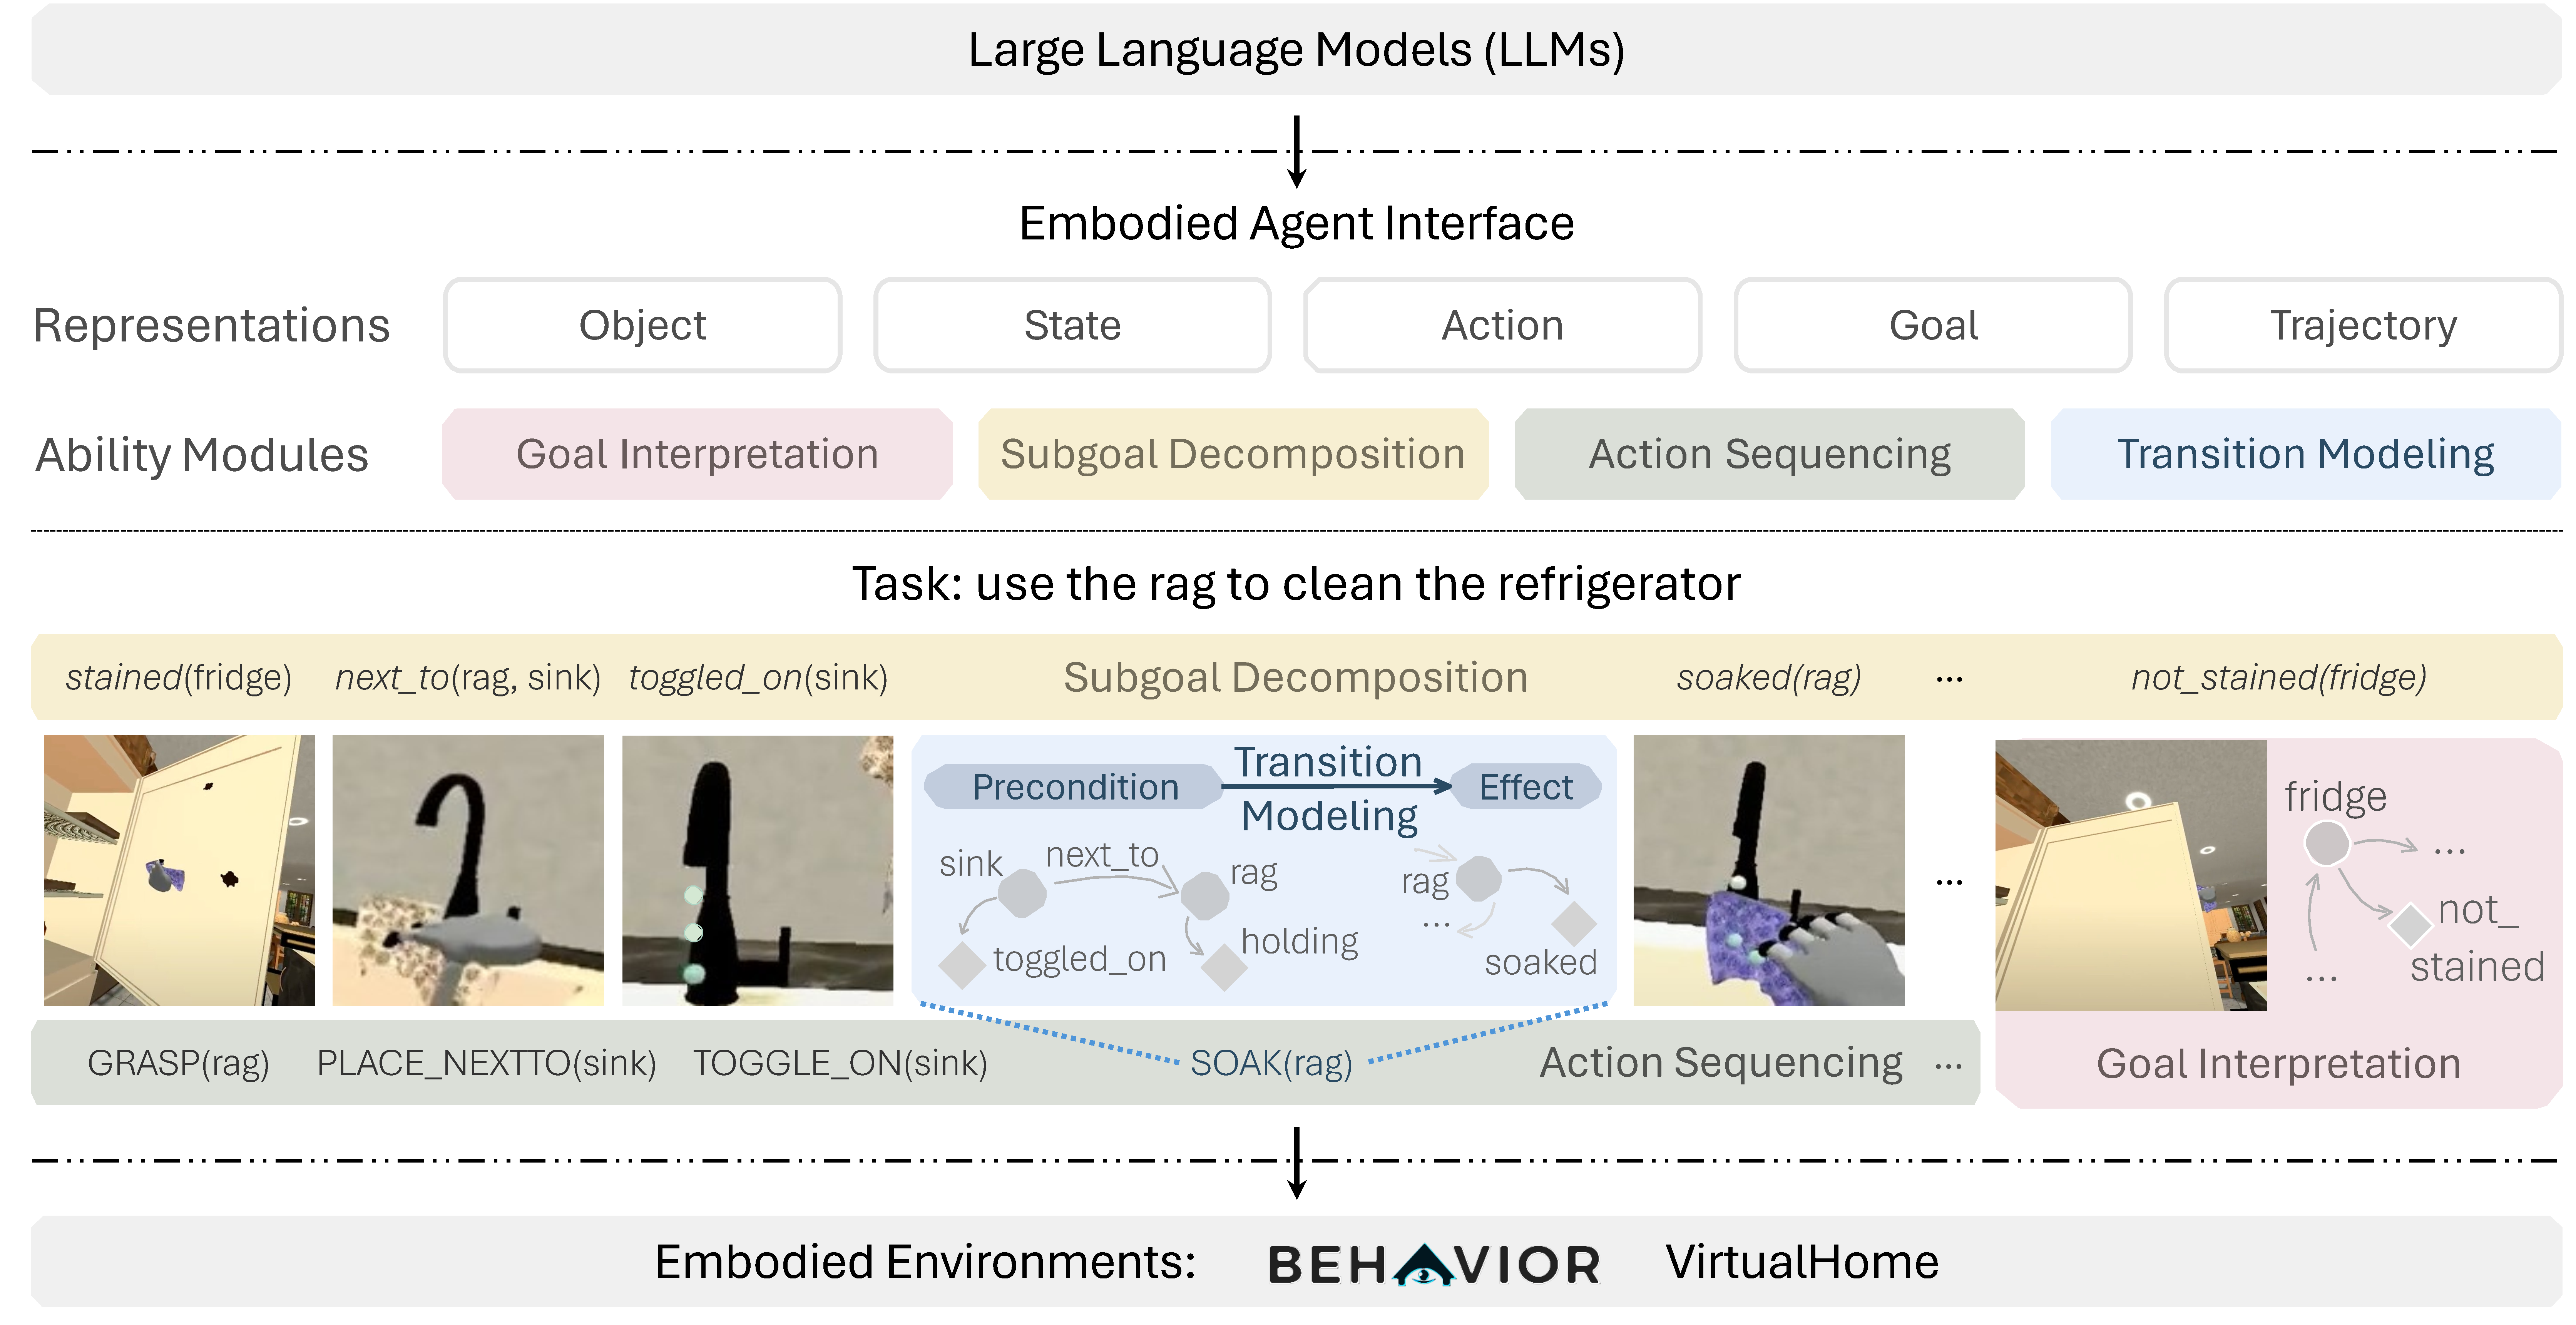 Large Language Models (LLMs)
Embodied Agent Interface
Representations
Object
State
Action
Goal
Trajectory
Ability Modules
Goal Interpretation
Subgoal Decomposition
Action Sequencing
Transition Modeling
Task: use the rag to clean the refrigerator
stained(fridge)
next_to(rag, sink)
toggled_on(sink)
Subgoal Decomposition
soaked(rag)
...
not_stained(fridge)
Precondition
Transition
Modeling
Effect
sink
next_to
rag
toggled_on
holding
rag
...
soaked
...
fridge
...
not_
stained
...
GRASP(rag)
PLACE_NEXTTO(sink)
TOGGLE_ON(sink)
SOAK(rag)
Action Sequencing
...
Goal Interpretation
Embodied Environments:
BEHAVIOR
VirtualHome